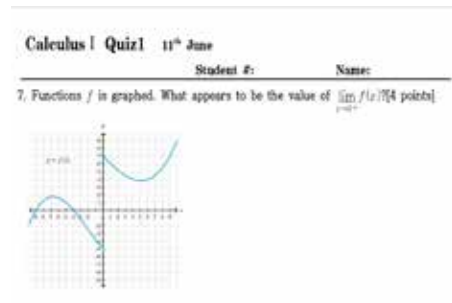 Calculus I Quiz1 11th June
Student #: Name:
7. Functions f is graphed. What appears to be the value of lim f(x)?[4 points]
y = f(x)